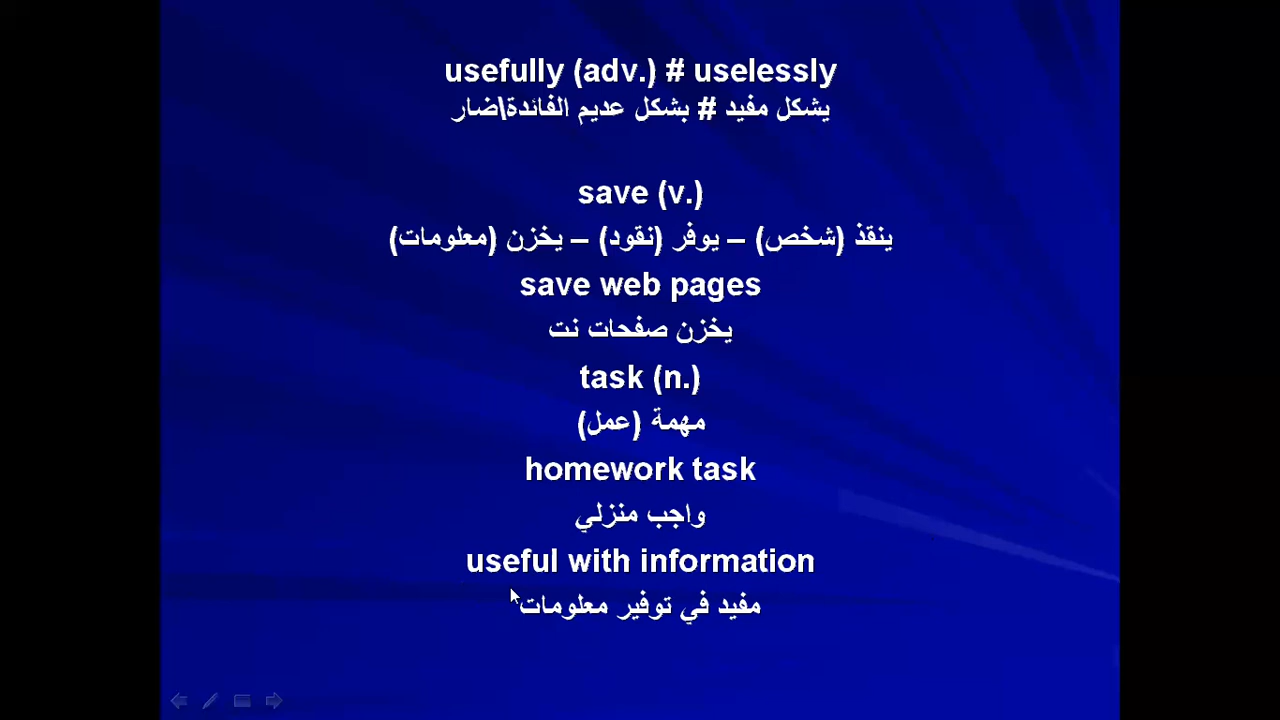 usefully (adv.) # uselessly
يشكل مفيد # بشكل عديم الفائدة\ضار
save (v.)
ينقذ (شخص) – يوفر (نقود) – يخزن (معلومات)
save web pages
يخزن صفحات نت
task (n.)
مهمة (عمل)
homework task
واجب منزلي
useful with information
مفيد في توفير معلومات